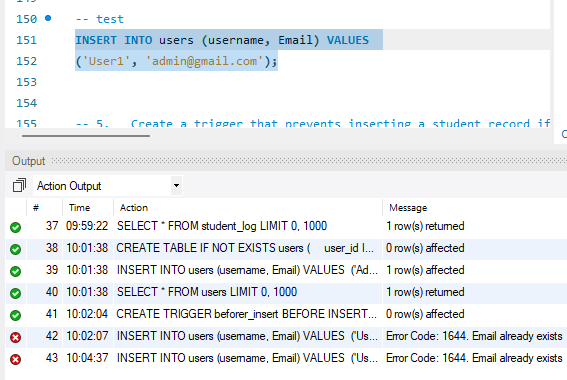 150 -- test
151 INSERT INTO users (username, Email) VALUES
152 ('User1', 'admin@gmail.com');
153
154
155 -- 5. Create a trigger that prevents inserting a student record if
Output
Action Output
# Time Action Message
37 09:59:22 SELECT * FROM student_log LIMIT 0, 1000 1 row(s) returned
38 10:01:38 CREATE TABLE IF NOT EXISTS users ( user_id I... 0 row(s) affected
39 10:01:38 INSERT INTO users (username, Email) VALUES ('Ad... 1 row(s) affected
40 10:01:38 SELECT * FROM users LIMIT 0, 1000 1 row(s) returned
41 10:02:04 CREATE TRIGGER beforer_insert BEFORE INSERT... 0 row(s) affected
42 10:02:07 INSERT INTO users (username, Email) VALUES ('Us... Error Code: 1644. Email already exists
43 10:04:37 INSERT INTO users (username, Email) VALUES ('Us... Error Code: 1644. Email already exists